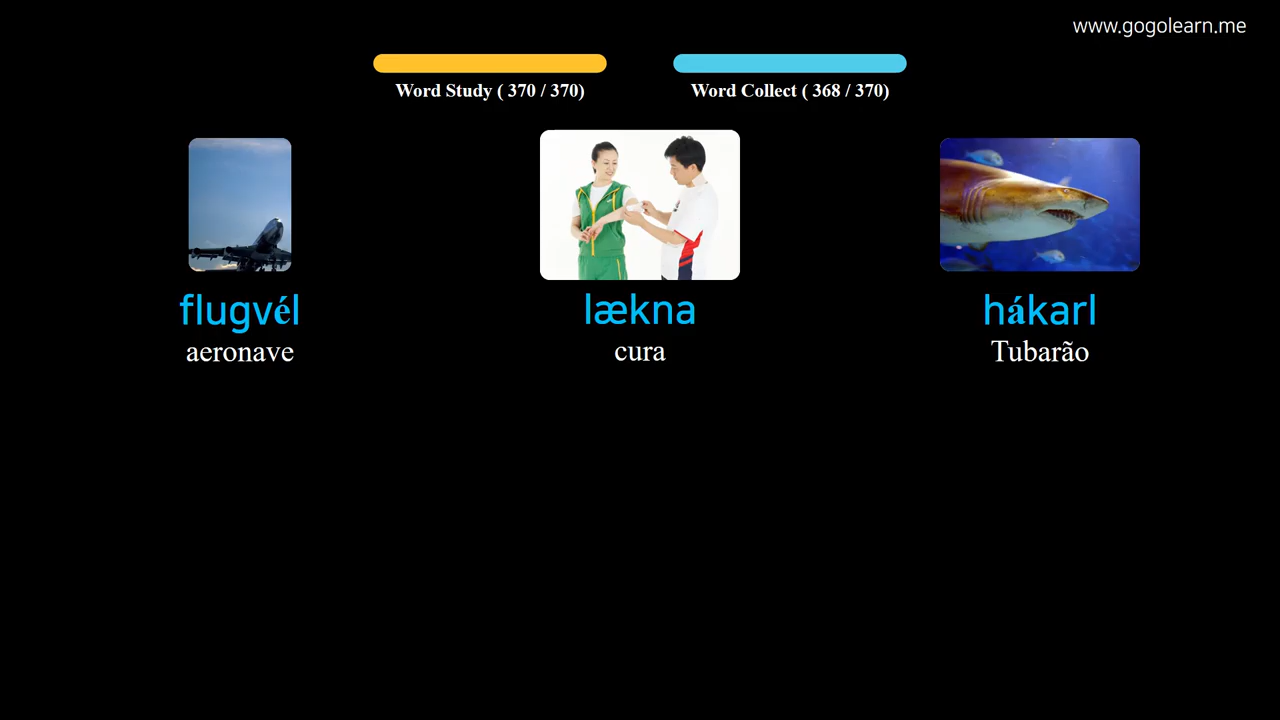 www.gogolearn.me
Word Study ( 370 / 370)
Word Collect ( 368 / 370)
flugvél
lækna
hákarl
aeronave
cura
Tubarão